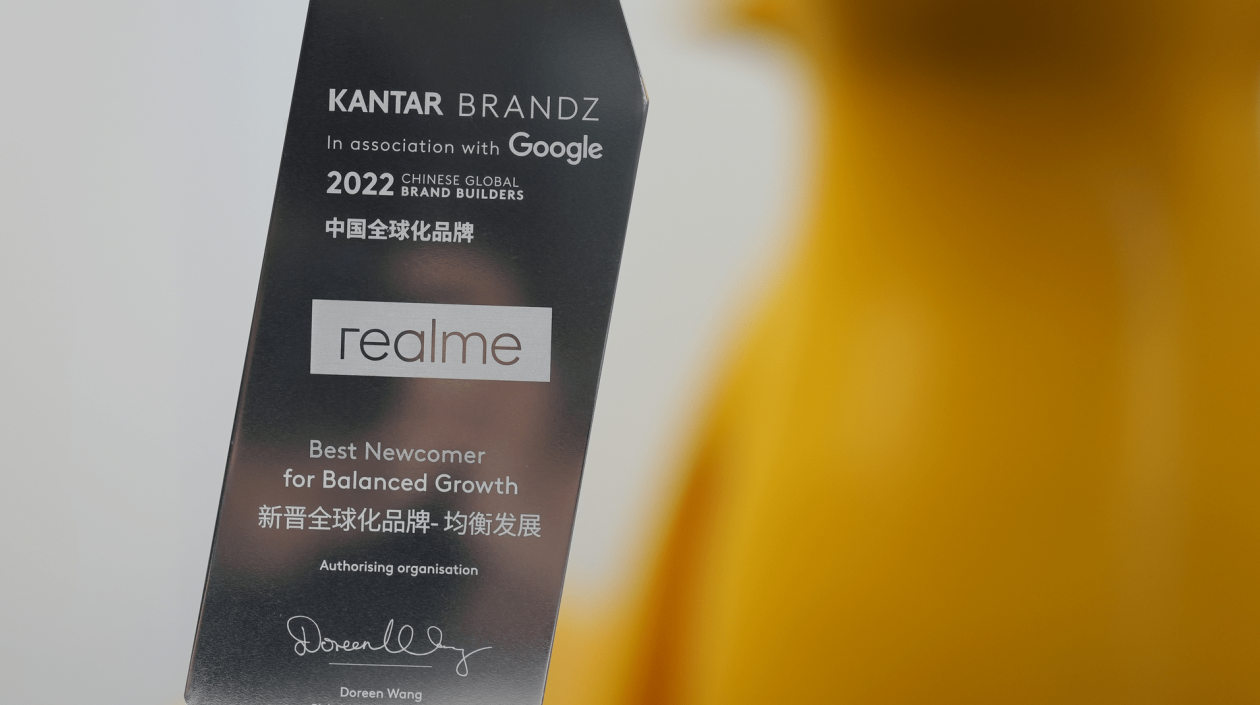 KANTAR BRANDZ
In association with Google
2022 CHINESE GLOBAL
BRAND BUILDERS
中国全球化品牌
realme
Best Newcomer
for Balanced Growth
新晋全球化品牌-均衡发展
Authorising organisation
Doreen Wang
Doreen Wang